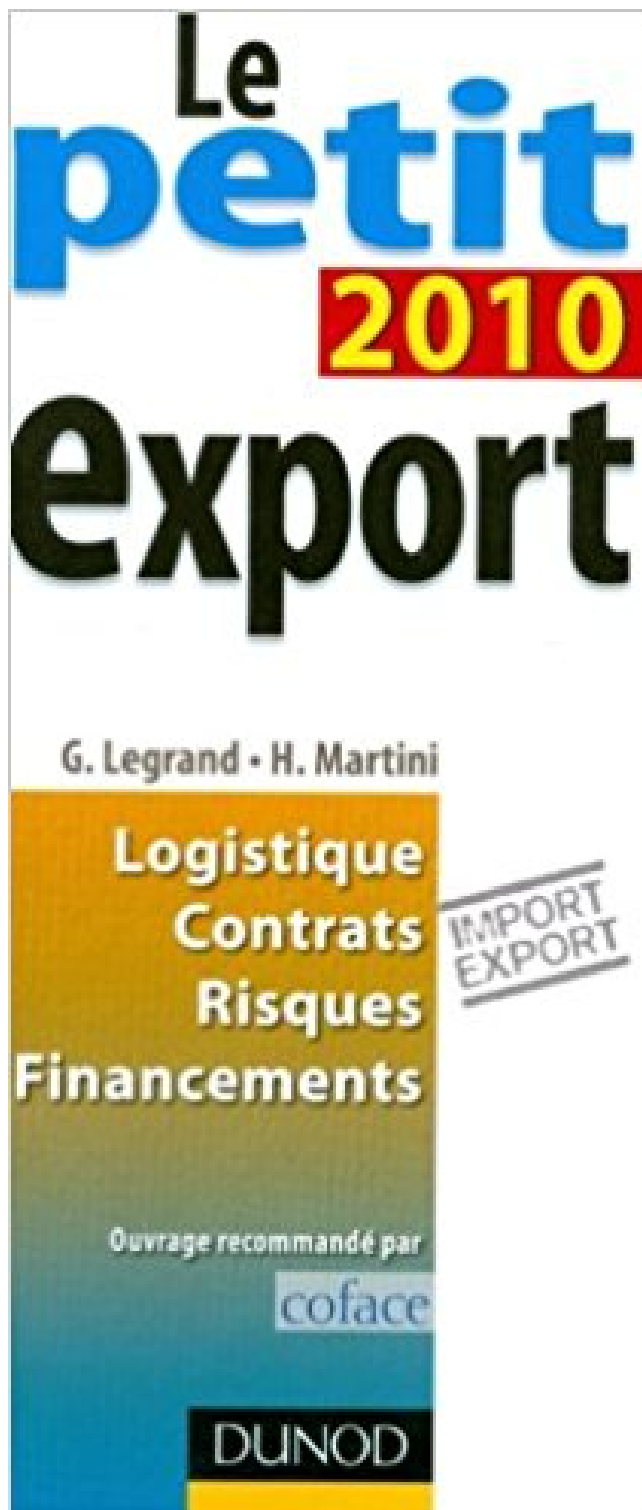 Le
petit
2010
export
G. Legrand • H. Martini
Logistique
Contrats
Risques
Financements
IMPORT
EXPORT
Ouvrage recommandé par
coface
DUNOD